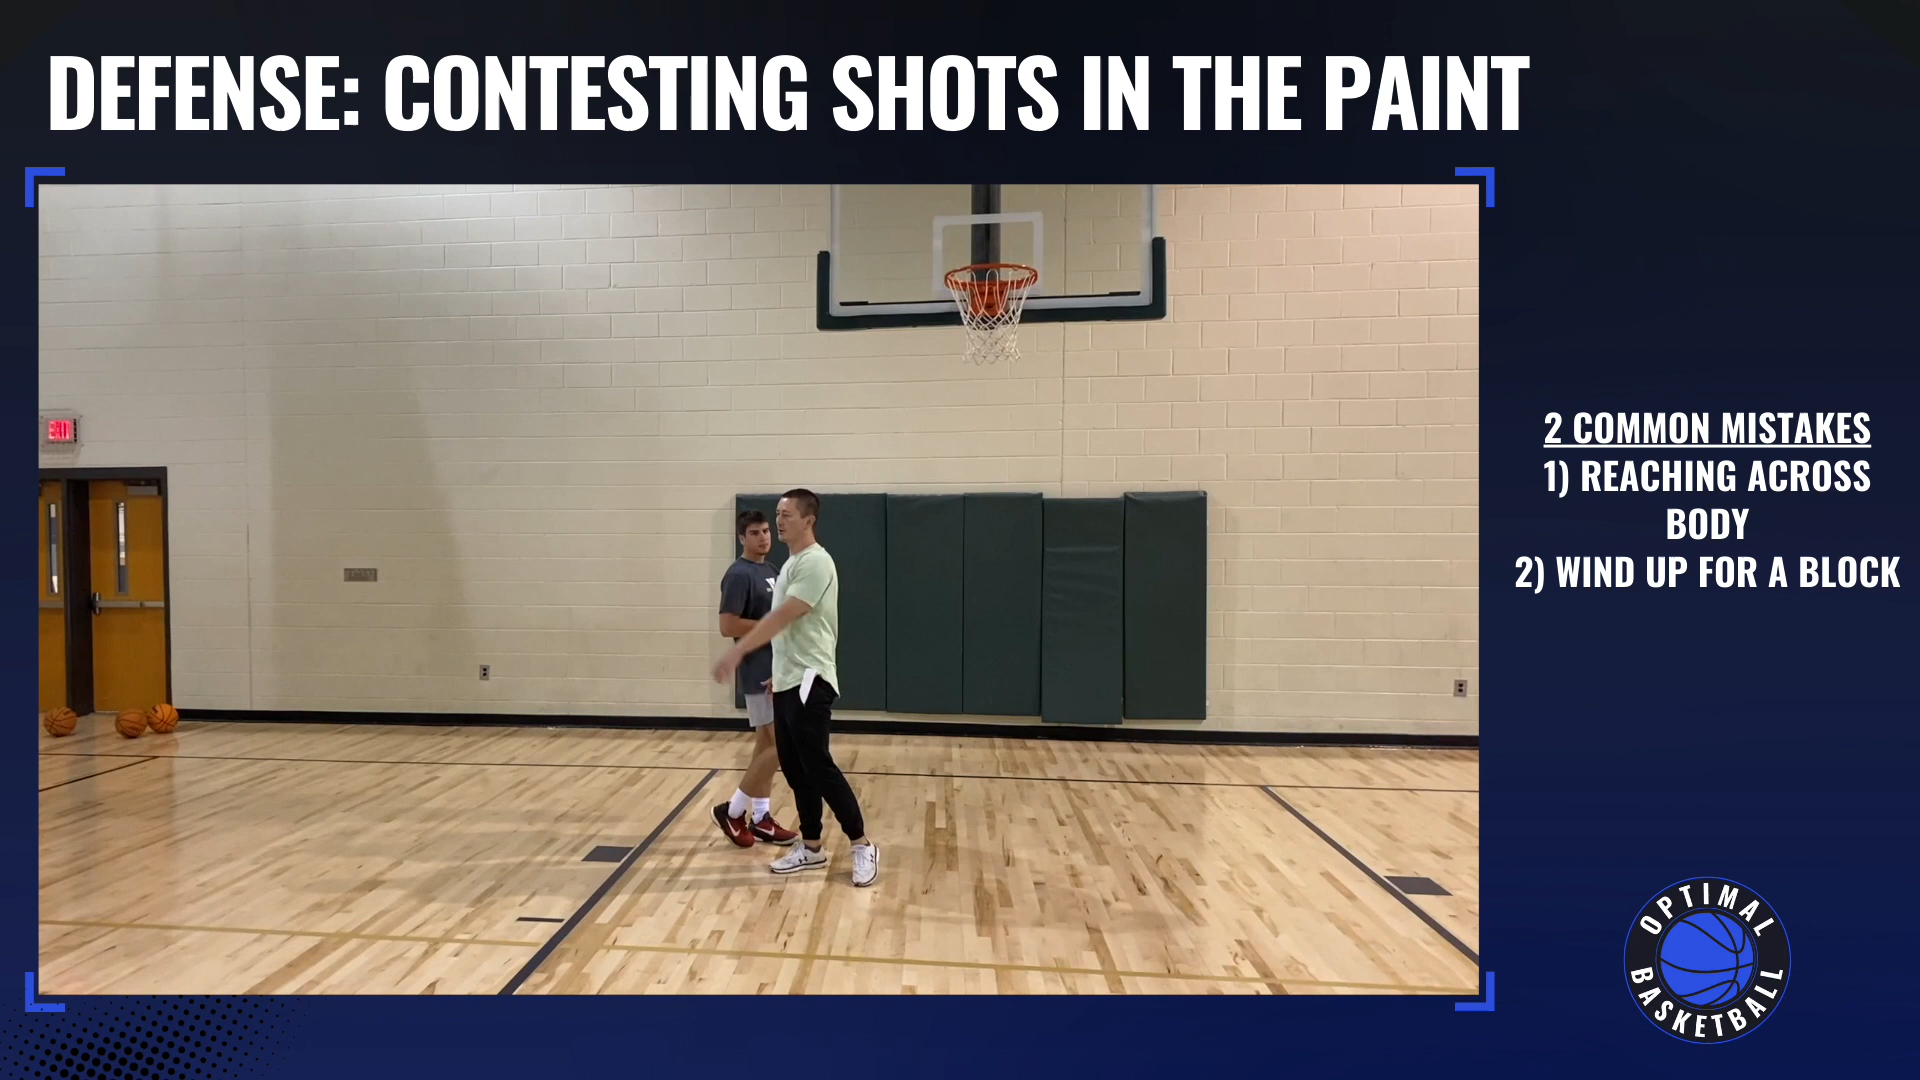 DEFENSE: CONTESTING SHOTS IN THE PAINT
2 COMMON MISTAKES
1) REACHING ACROSS
BODY
2) WIND UP FOR A BLOCK
OPTIMAL
BASKETBALL